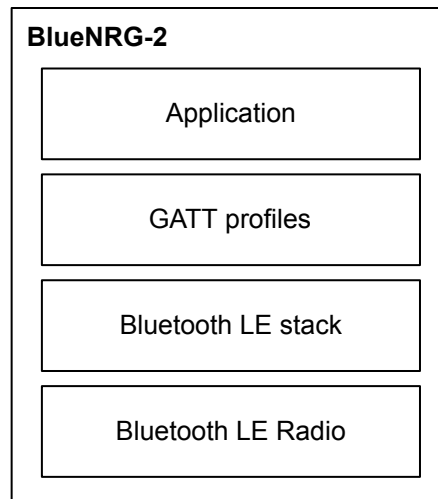 BlueNRG-2
Application
GATT profiles
Bluetooth LE stack
Bluetooth LE Radio